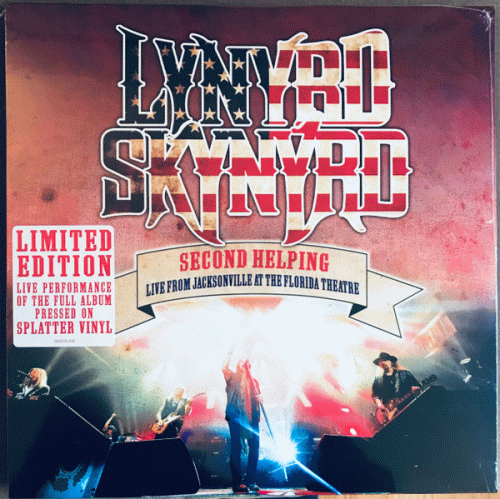 LYNYRD
SKYNYRD
SECOND HELPING
LIVE FROM JACKSONVILLE AT THE FLORIDA THEATRE
LIMITED
EDITION
LIVE PERFORMANCE
OF THE FULL ALBUM
PRESSED ON
SPLATTER VINYL